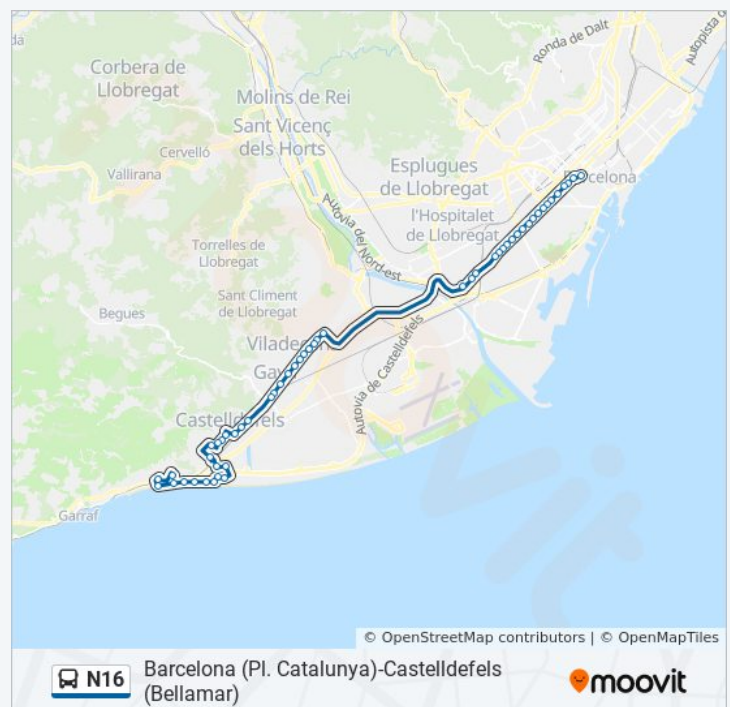 Ronda de Dalt
Autopista d
Corbera de
Llobregat
Molins de Rei
Sant Vicenç
dels Horts
Cervelló
Vallirana
Esplugues
de Llobregat
Barcelona
l'Hospitalet
de Llobregat
Autovia del Nord-est
Torrelles de
Llobregat
Sant Climent
de Llobregat
Begues
Viladec
Gav
Autovia de Castelldefels
Castelldefels
Garraf
© OpenStreetMap contributors | © OpenMapTiles
N16
Barcelona (Pl. Catalunya)-Castelldefels
(Bellamar)
moovit